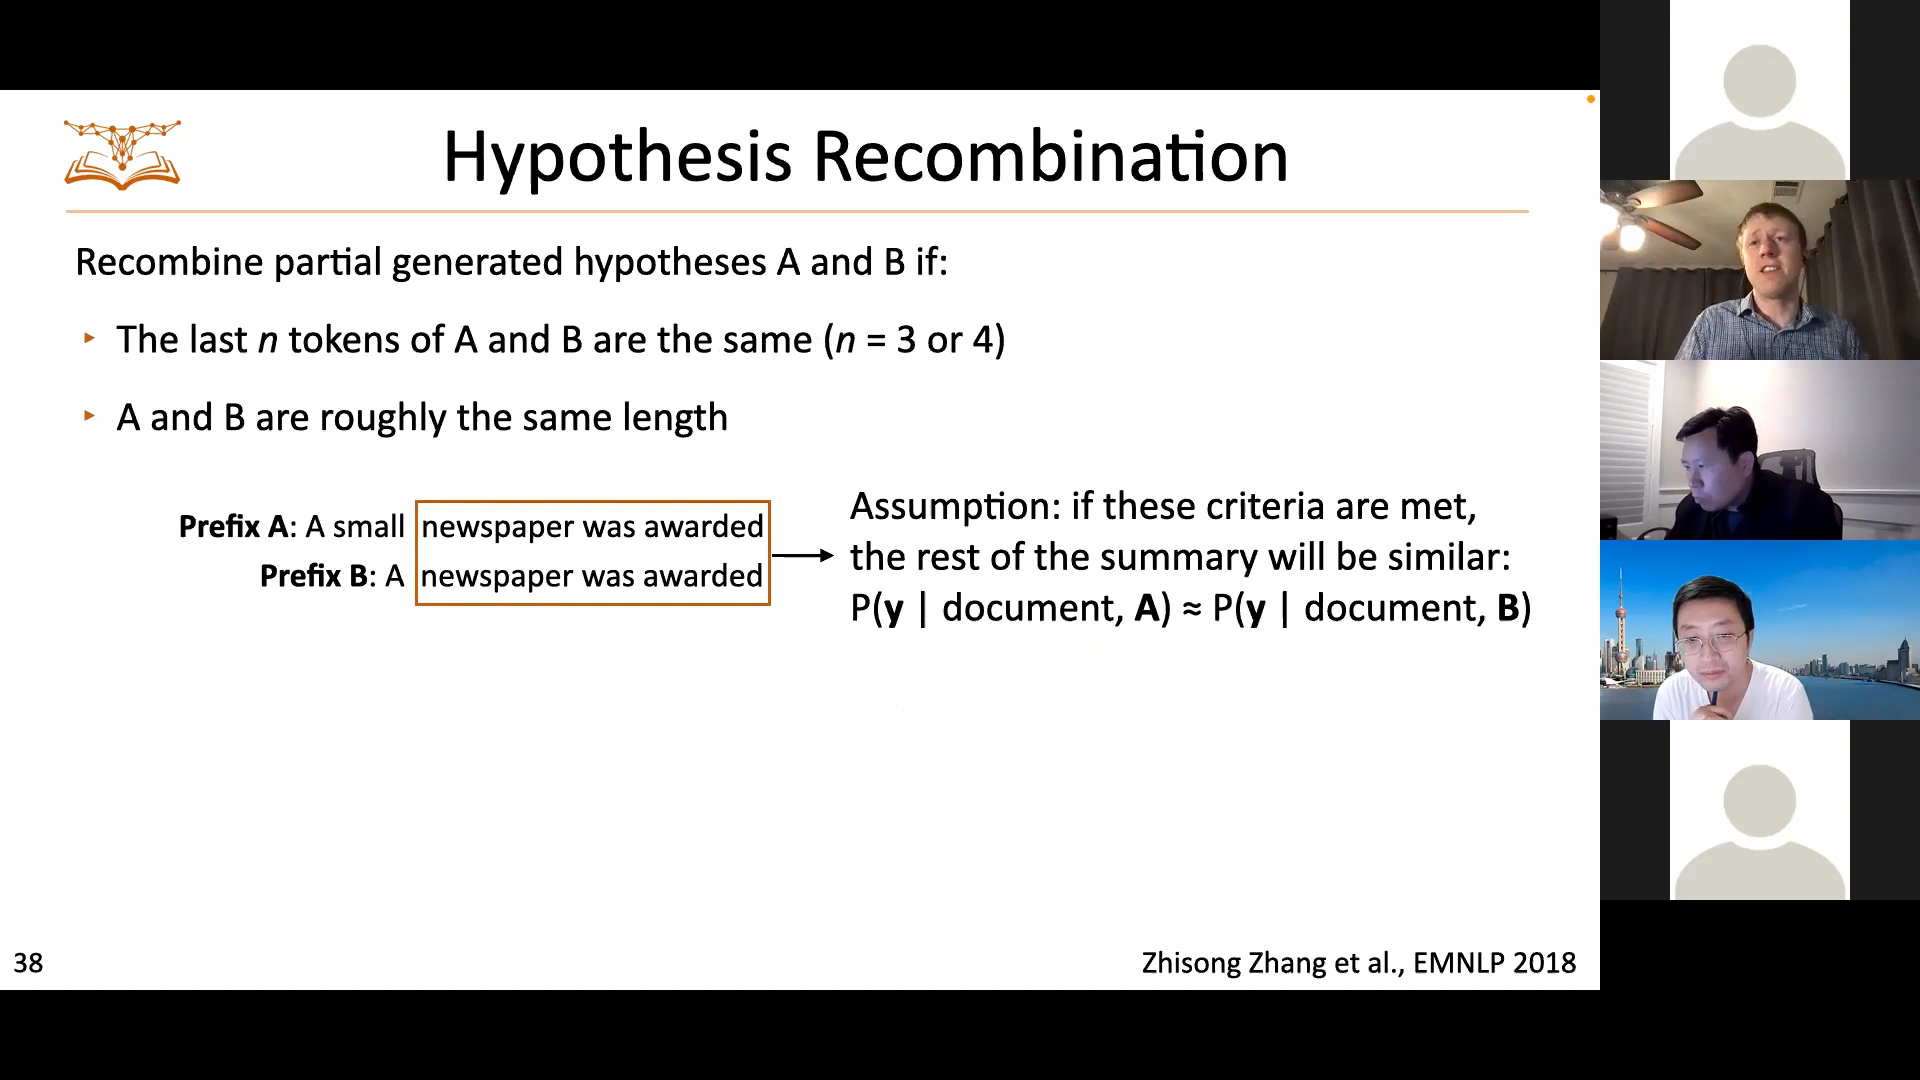 Hypothesis Recombination
Recombine partial generated hypotheses A and B if:
‣ The last n tokens of A and B are the same (n = 3 or 4)
‣ A and B are roughly the same length
Prefix A: A small newspaper was awarded
Prefix B: A newspaper was awarded
Assumption: if these criteria are met,
the rest of the summary will be similar:
P(y | document, A) ≈ P(y | document, B)
38
Zhisong Zhang et al., EMNLP 2018